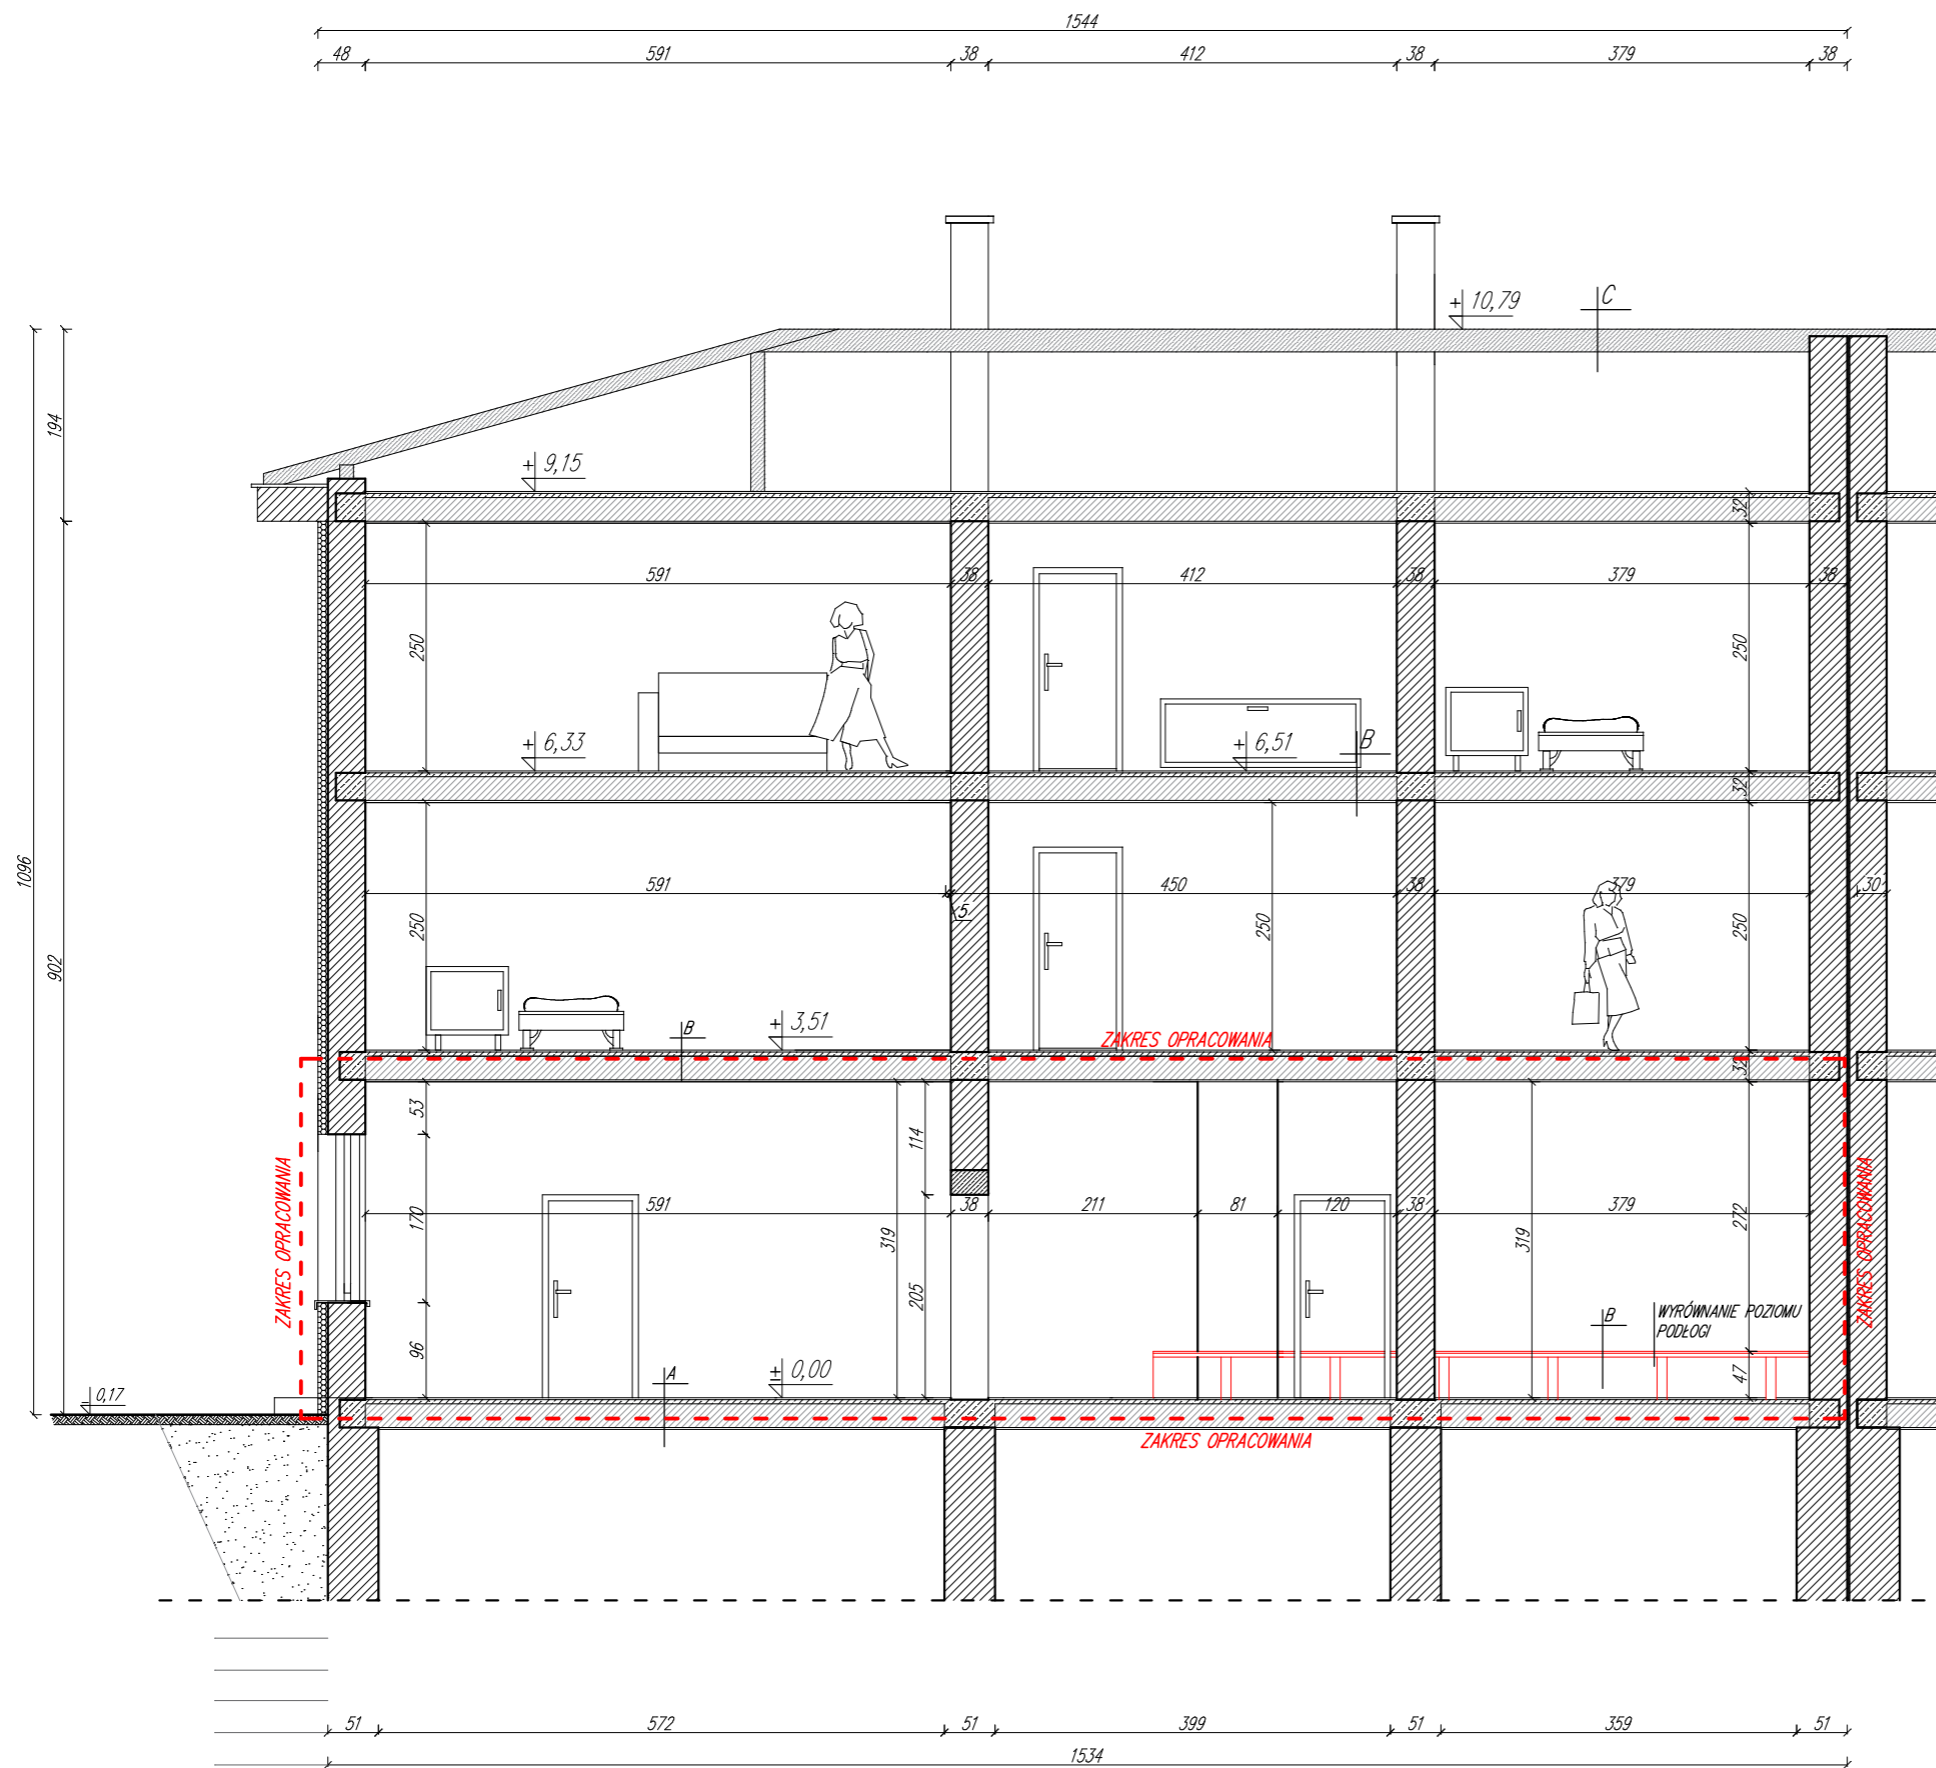 1544
48 591 38 412 38 379 38
+ 10,79 C
194
+ 9,15
32
591 38 412 38 379 38
250 250
+ 6,33 + 6,51 B
32
1096
591 450 38 379 30
5
250 250 250
902
B + 3,51 ZAKRES OPRACOWANIA
32
53
114
ZAKRES OPRACOWANIA
170 591 38 211 81 120 38 379 272
319 319
205
ZAKRES OPRACOWANIA
96
B WYRÓWNANIE POZIOMU
PODŁOGI
A ± 0,00 47
- 0,17
ZAKRES OPRACOWANIA
51 572 51 399 51 359 51
1534